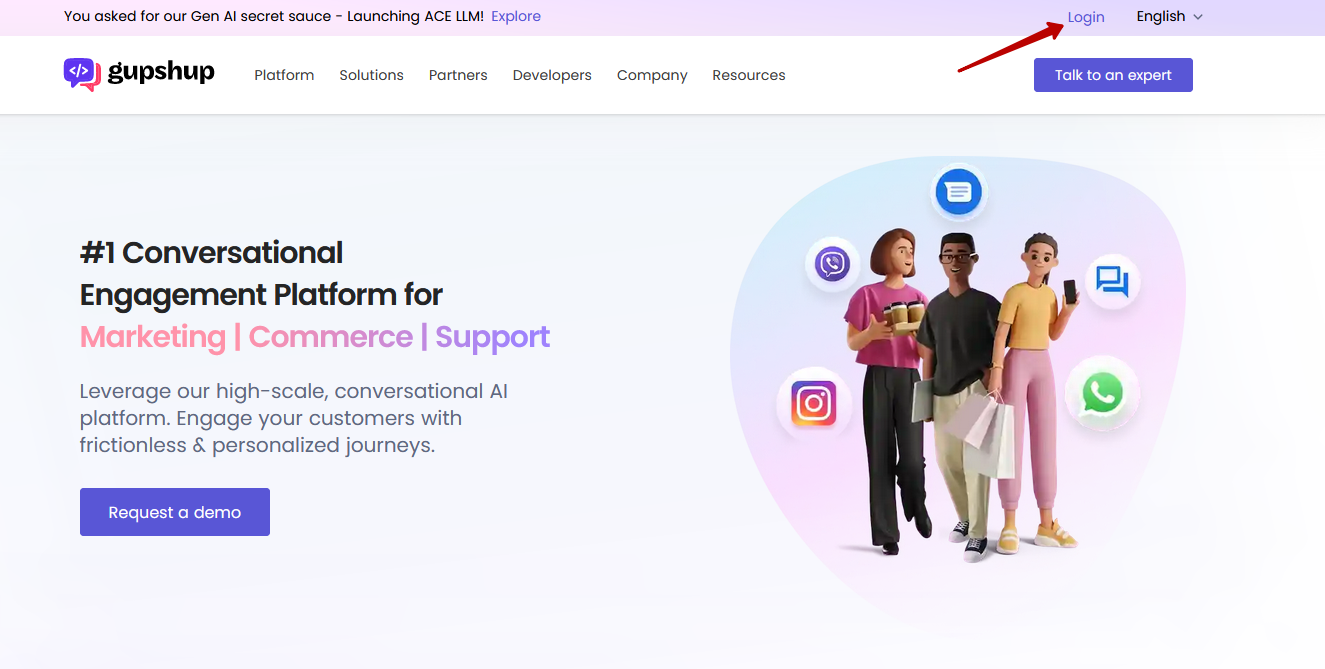 You asked for our Gen AI secret sauce - Launching ACE LLM! Explore
Login
English
</> gupshup
Platform
Solutions
Partners
Developers
Company
Resources
Talk to an expert
#1 Conversational
Engagement Platform for
Marketing | Commerce | Support
Leverage our high-scale, conversational AI
platform. Engage your customers with
frictionless & personalized journeys.
Request a demo